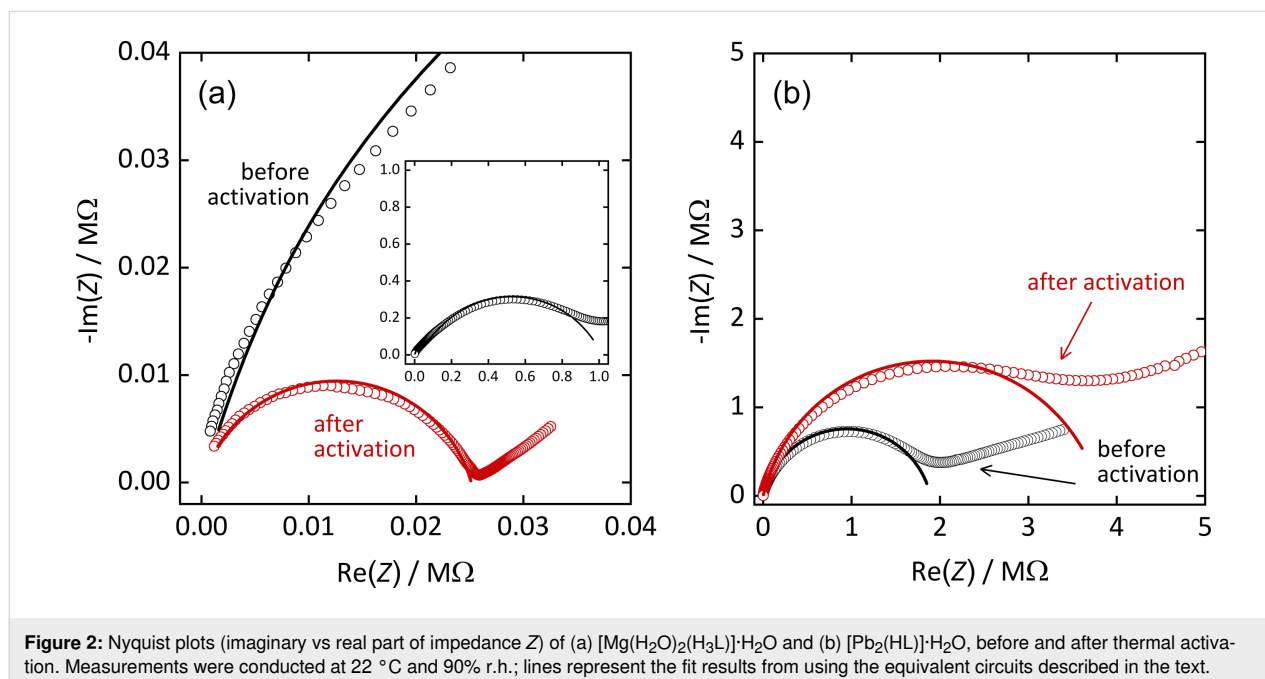 (a)
0.04
0.03
0.02
0.01
0.00
-Im(Z) / MΩ
before
activation
after
activation
1.0
0.8
0.6
0.4
0.2
0.0
0.0 0.2 0.4 0.6 0.8 1.0
0.00 0.01 0.02 0.03 0.04
Re(Z) / MΩ
(b)
5
4
3
2
1
0
-Im(Z) / MΩ
after activation
before
activation
0 1 2 3 4 5
Re(Z) / MΩ
Figure 2: Nyquist plots (imaginary vs real part of impedance Z) of (a) [Mg(H₂O)₂(H₃L)]·H₂O and (b) [Pb₂(HL)]·H₂O, before and after thermal activa-
tion. Measurements were conducted at 22 °C and 90% r.h.; lines represent the fit results from using the equivalent circuits described in the text.